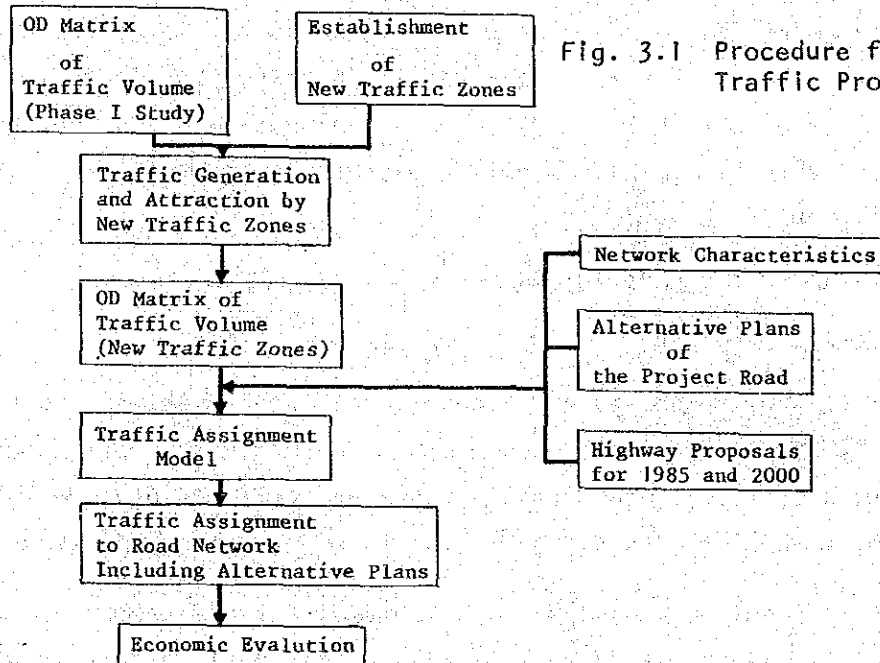 OD Matrix
of
Traffic Volume
(Phase I Study)
Establishment
of
New Traffic Zones
Fig. 3.1 Procedure f
Traffic Pro
Traffic Generation
and Attraction by
New Traffic Zones
OD Matrix of
Traffic Volume
(New Traffic Zones)
Network Characteristics
Alternative Plans
of
the Project Road
Highway Proposals
for 1985 and 2000
Traffic Assignment
Model
Traffic Assignment
to Road Network
Including Alternative Plans
Economic Evalution